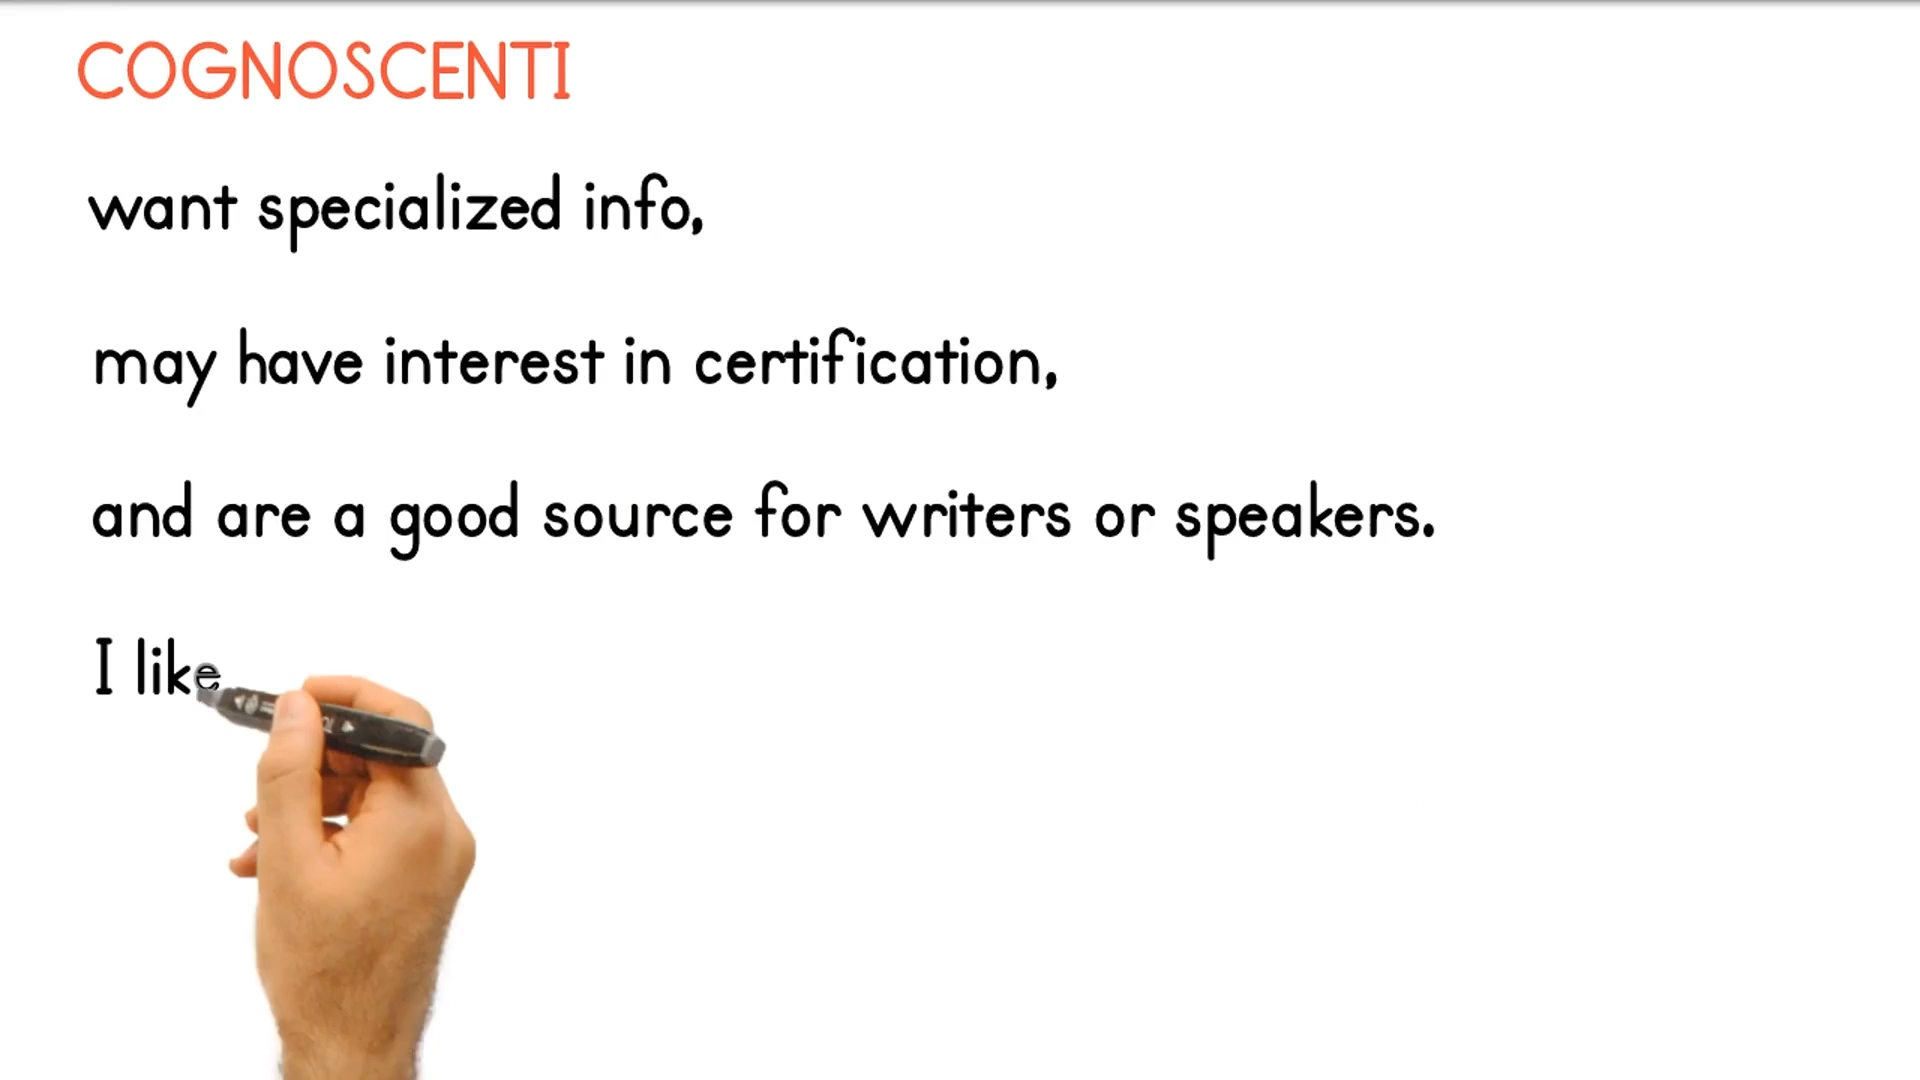 COGNOSCENTI
want specialized info,
may have interest in certification,
and are a good source for writers or speakers.
I like